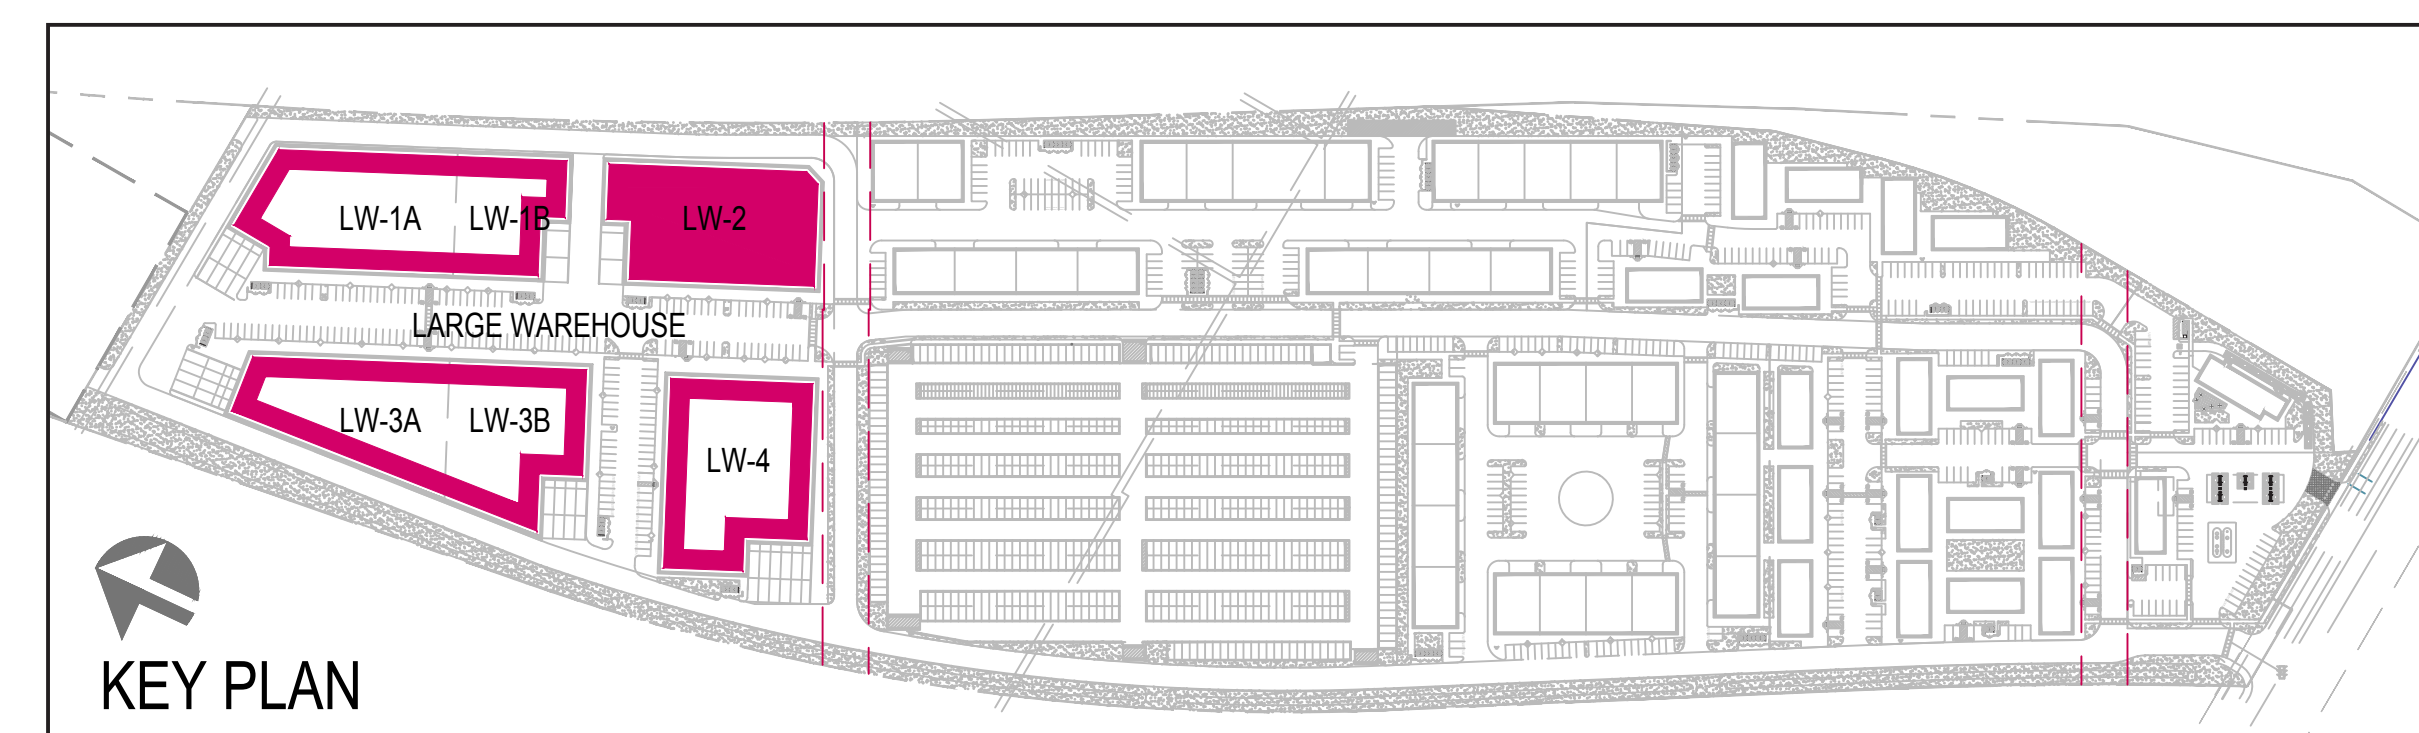 LW-1A
LW-1B
LW-2
LARGE WAREHOUSE
LW-3A
LW-3B
LW-4
KEY PLAN